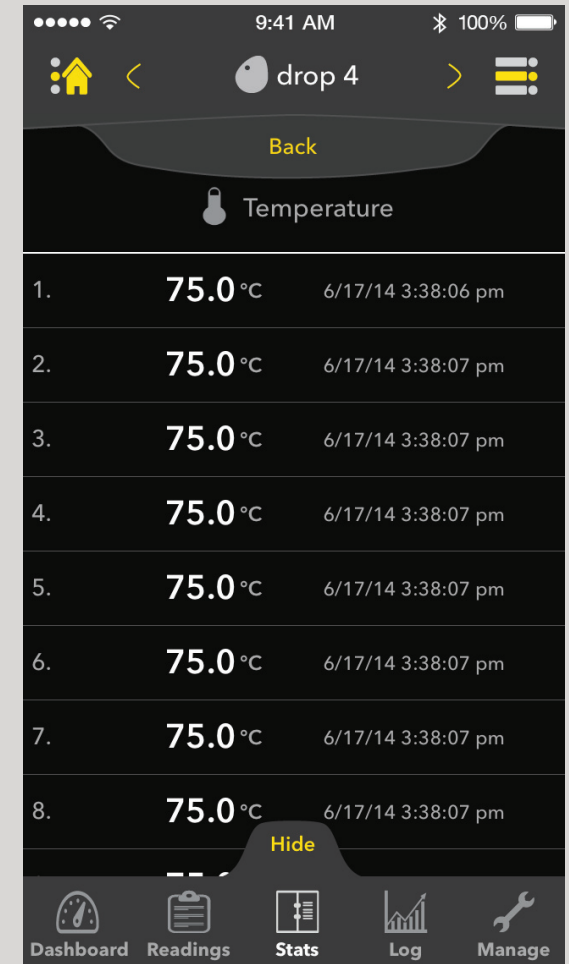 9:41 AM 100%
drop 4
Back
Temperature
1. 75.0 °C 6/17/14 3:38:06 pm
2. 75.0 °C 6/17/14 3:38:07 pm
3. 75.0 °C 6/17/14 3:38:07 pm
4. 75.0 °C 6/17/14 3:38:07 pm
5. 75.0 °C 6/17/14 3:38:07 pm
6. 75.0 °C 6/17/14 3:38:07 pm
7. 75.0 °C 6/17/14 3:38:07 pm
8. 75.0 °C 6/17/14 3:38:07 pm
Hide
Dashboard Readings Stats Log Manage